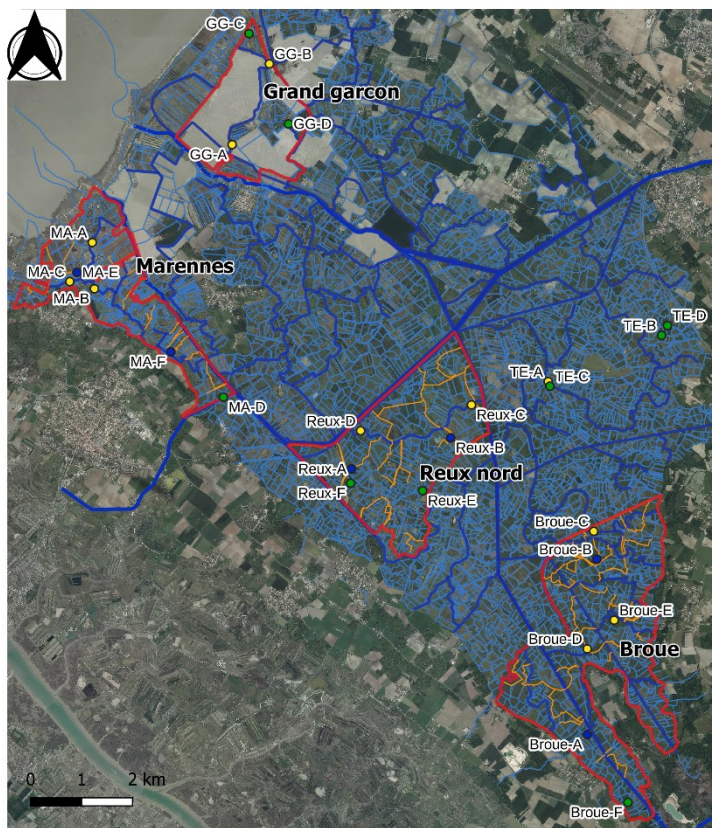 GG-C
GG-B
Grand garcon
GG-D
GG-A
MA-A
MA-C
MA-E
Marennes
MA-B
MA-F
MA-D
TE-D
TE-B
TE-A
TE-C
Reux-C
Reux-D
Reux-B
Reux-A
Reux nord
Reux-F
Reux-E
Broue-C
Broue-B
Broue-E
Broue-D
Broue
Broue-A
Broue-F
0 1 2 km